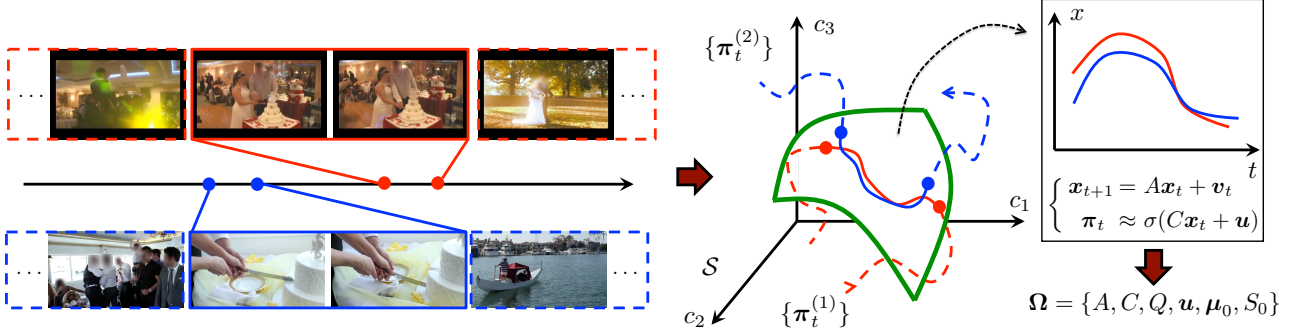 ...
...
...
...
{π_t^{(2)}}
c_3
c_1
c_2
S
{π_t^{(1)}}
x
t
x_{t+1} = Ax_t + v_t
π_t ≈ σ(Cx_t + u)
Ω = {A, C, Q, u, μ_0, S_0}